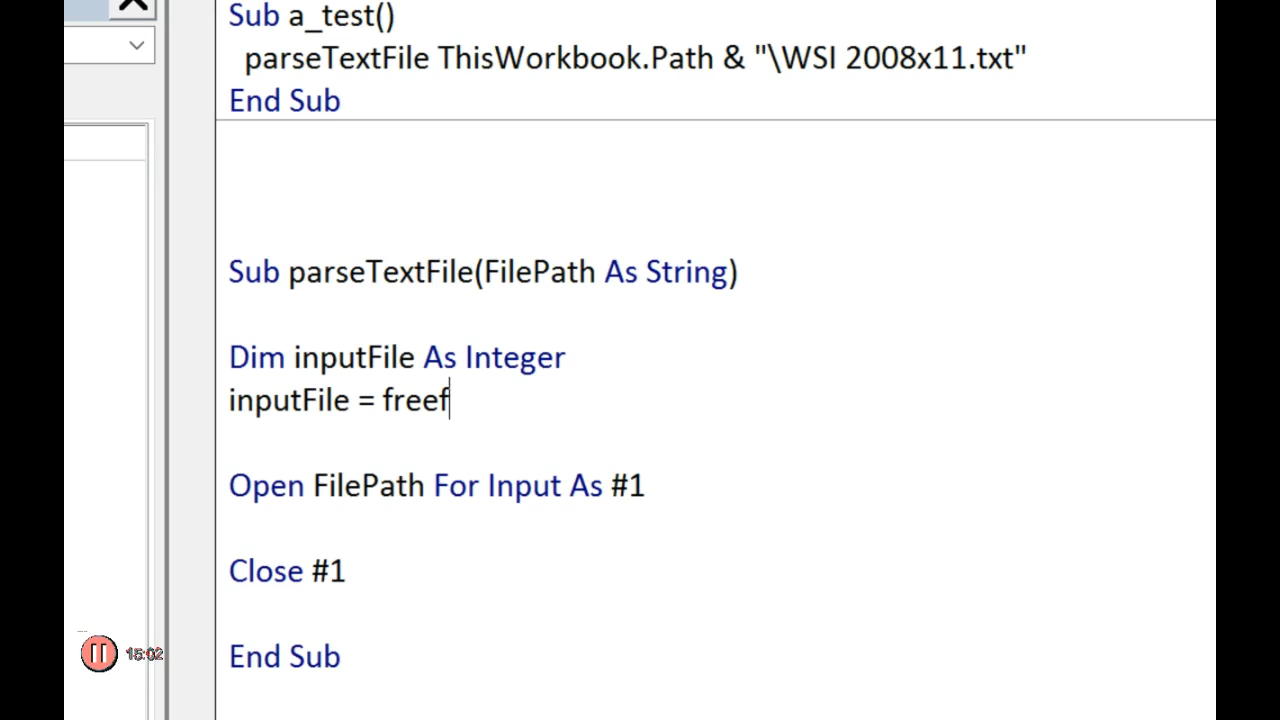 Sub a_test()
parseTextFile ThisWorkbook.Path & "\WSI 2008x11.txt"
End Sub
Sub parseTextFile(FilePath As String)
Dim inputFile As Integer
inputFile = freef
Open FilePath For Input As #1
Close #1
15:02
End Sub